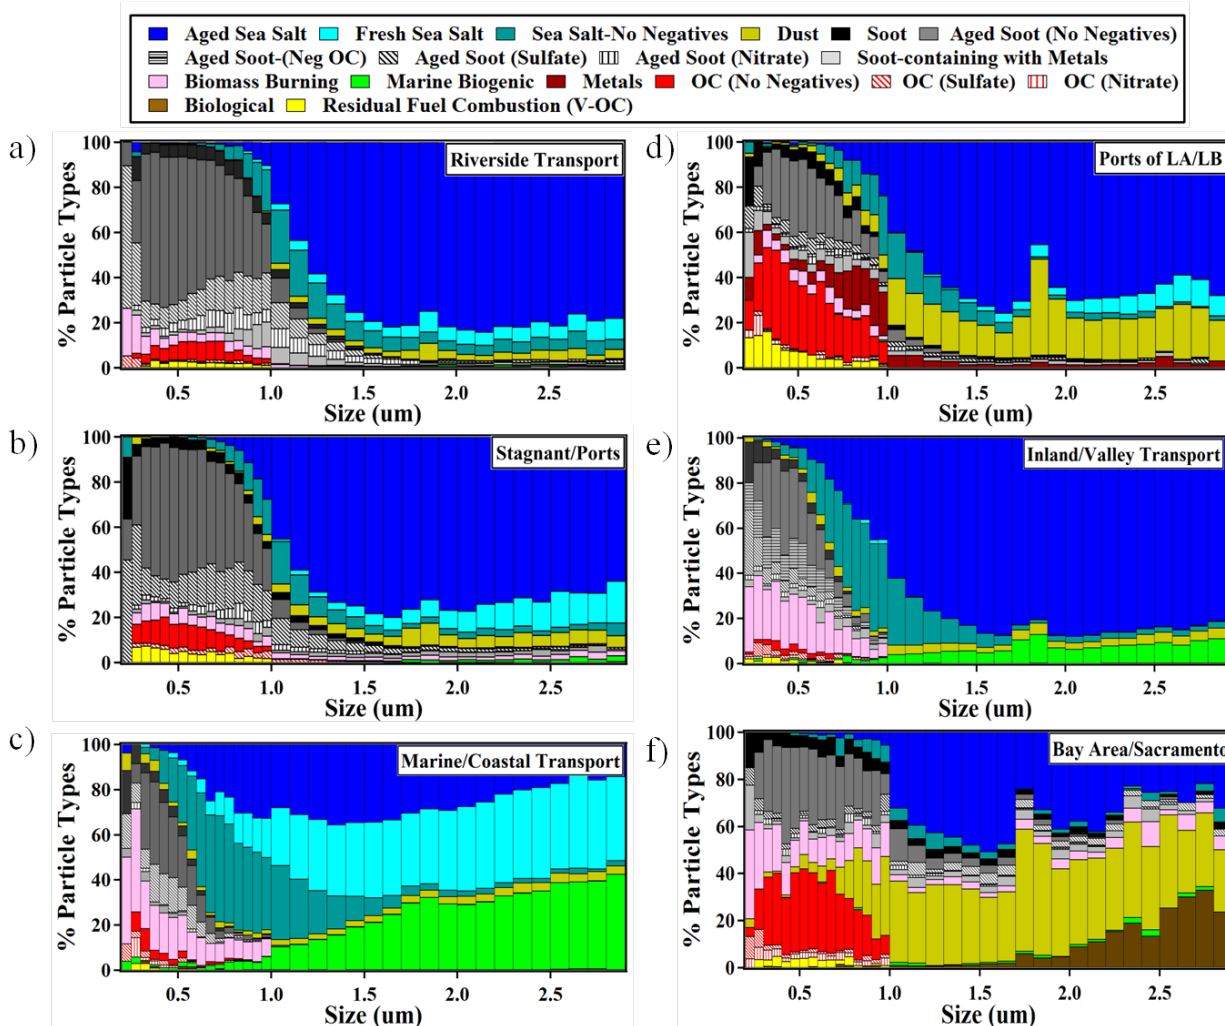 Aged Sea Salt Fresh Sea Salt Sea Salt-No Negatives Dust Soot Aged Soot (No Negatives)
Aged Soot-(Neg OC) Aged Soot (Sulfate) Aged Soot (Nitrate) Soot-containing with Metals
Biomass Burning Marine Biogenic Metals OC (No Negatives) OC (Sulfate) OC (Nitrate)
Biological Residual Fuel Combustion (V-OC)
a)
% Particle Types
100
80
60
40
20
0
Riverside Transport
0.5 1.0 1.5 2.0 2.5
Size (um)
b)
% Particle Types
100
80
60
40
20
0
Stagnant/Ports
0.5 1.0 1.5 2.0 2.5
Size (um)
c)
% Particle Types
100
80
60
40
20
0
Marine/Coastal Transport
0.5 1.0 1.5 2.0 2.5
Size (um)
d)
% Particle Types
100
80
60
40
20
0
Ports of LA/LB
0.5 1.0 1.5 2.0 2.5
Size (um)
e)
% Particle Types
100
80
60
40
20
0
Inland/Valley Transport
0.5 1.0 1.5 2.0 2.5
Size (um)
f)
% Particle Types
100
80
60
40
20
0
Bay Area/Sacramento
0.5 1.0 1.5 2.0 2.5
Size (um)